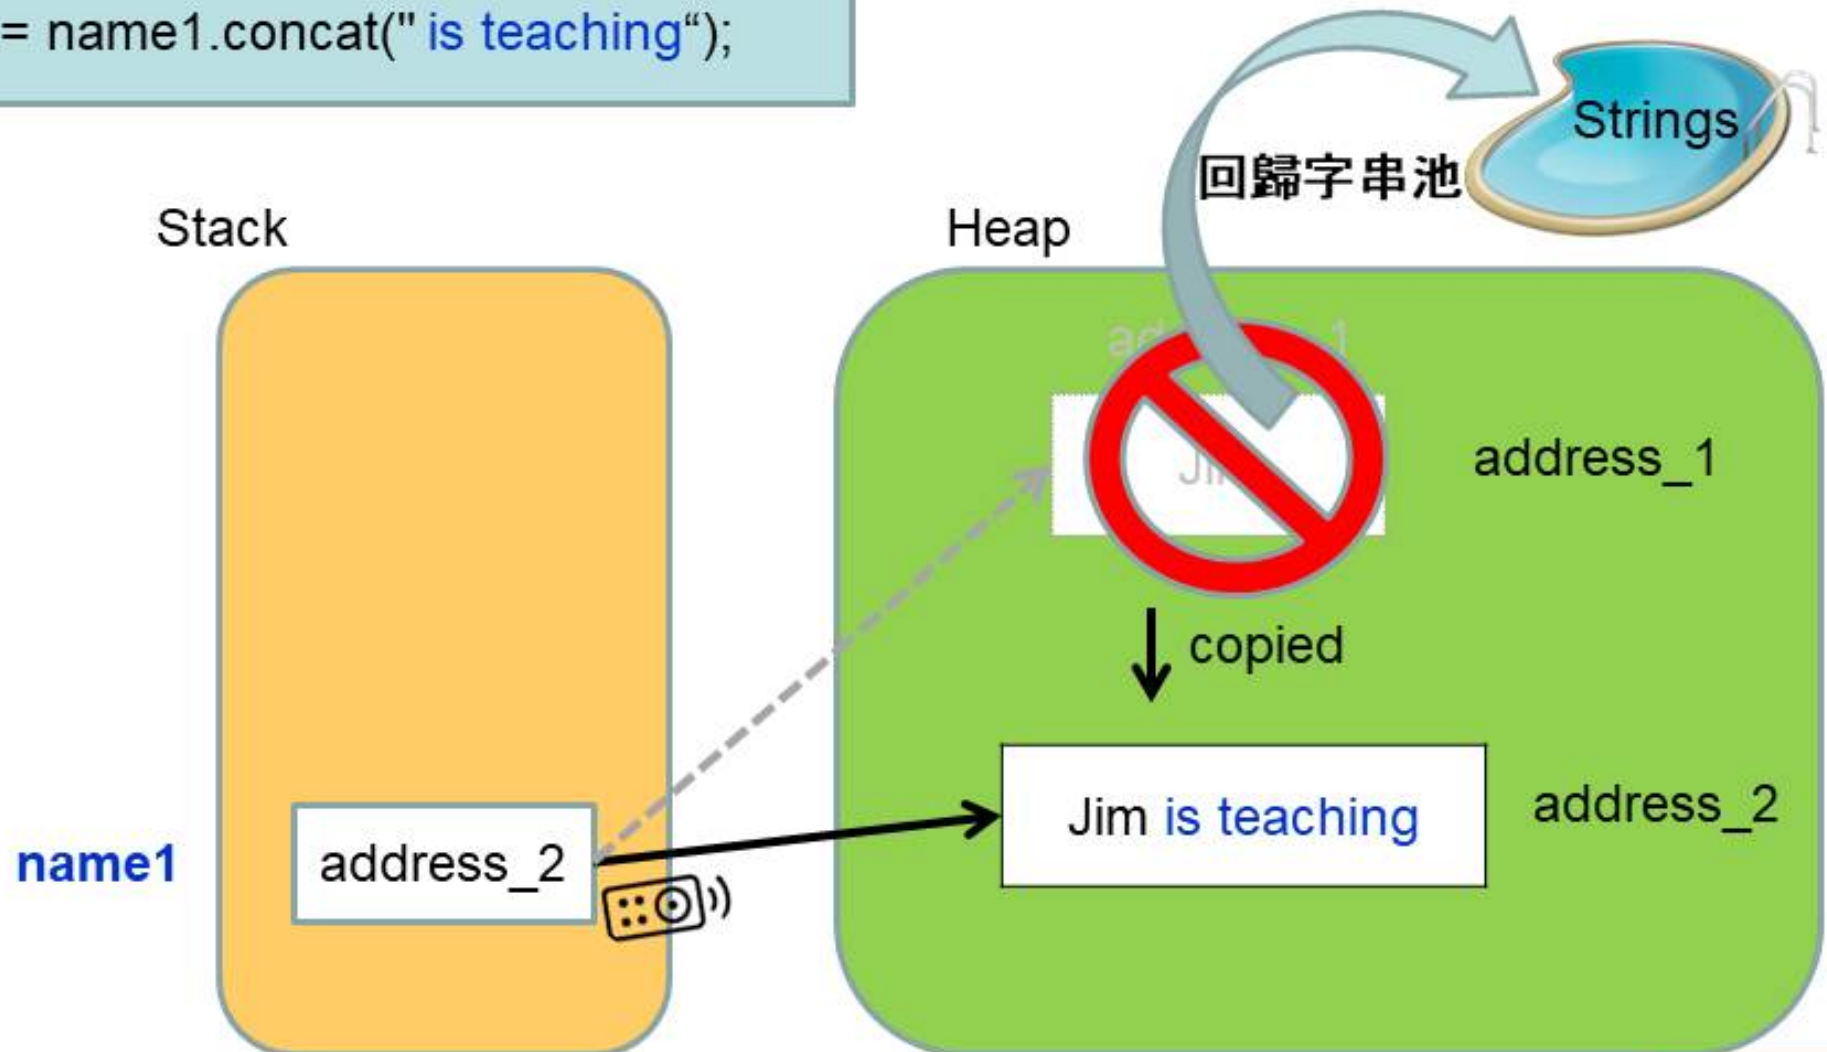 = name1.concat(" is teaching“);
Strings
回歸字串池
Stack
Heap
address_1
copied
Jim is teaching
address_2
name1
address_2